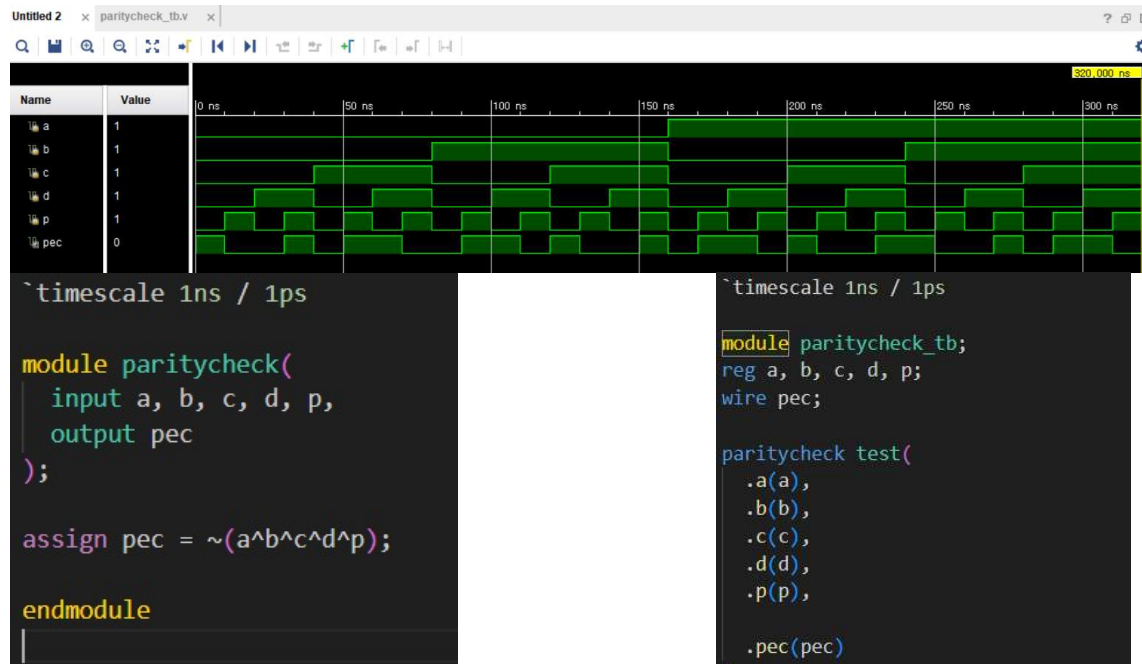 Untitled 2 × paritycheck_tb.v ×
320.000 ns
Name Value 0 ns 50 ns 100 ns 150 ns 200 ns 250 ns 300 ns
a 1
b 1
c 1
d 1
p 1
pec 0
`timescale 1ns / 1ps
module paritycheck(
input a, b, c, d, p,
output pec
);
assign pec = ~(a^b^c^d^p);
endmodule
`timescale 1ns / 1ps
module paritycheck_tb;
reg a, b, c, d, p;
wire pec;
paritycheck test(
.a(a),
.b(b),
.c(c),
.d(d),
.p(p),
.pec(pec)